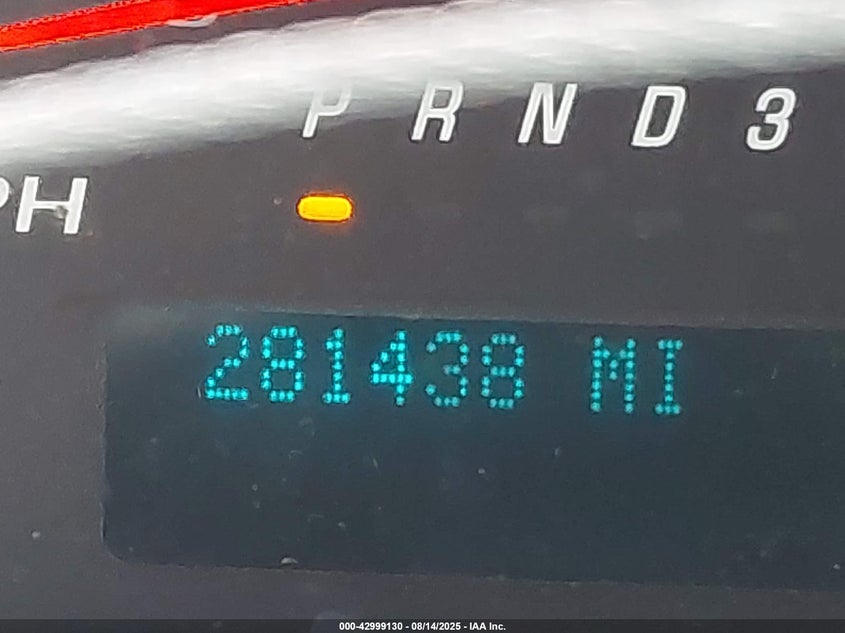 P R N D 3
PH
281438 MI
000-42999130 - 08/14/2025 - IAA Inc.